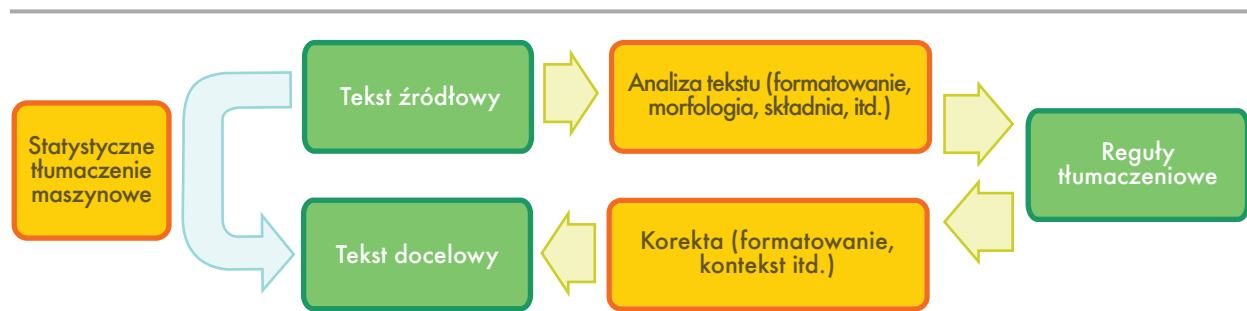 Statystyczne
tłumaczenie
maszynowe
Tekst źródłowy
Analiza tekstu (formatowanie,
morfologia, składnia, itd.)
Reguły
tłumaczeniowe
Korekta (formatowanie,
kontekst itd.)
Tekst docelowy